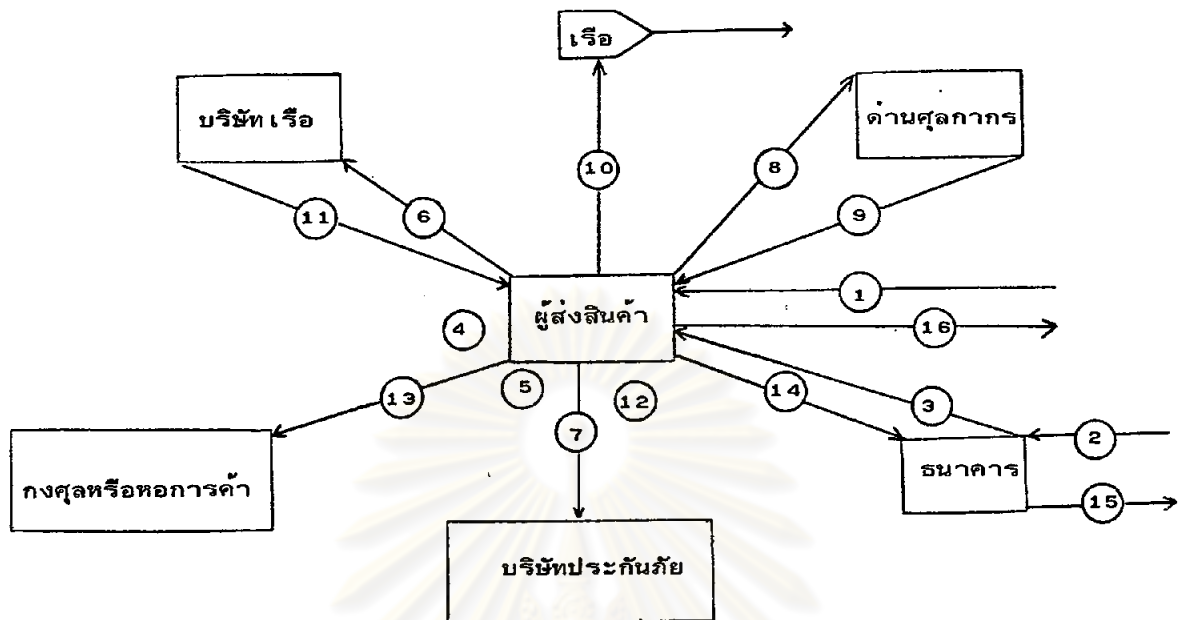 เรือ
บริษัทเรือ
ด่านศุลกากร
10
8
11
6
9
1
ผู้ส่งสินค้า
4
16
5
14
13
12
3
7
2
กงศุลหรือหอการค้า
ธนาคาร
15
บริษัทประกันภัย